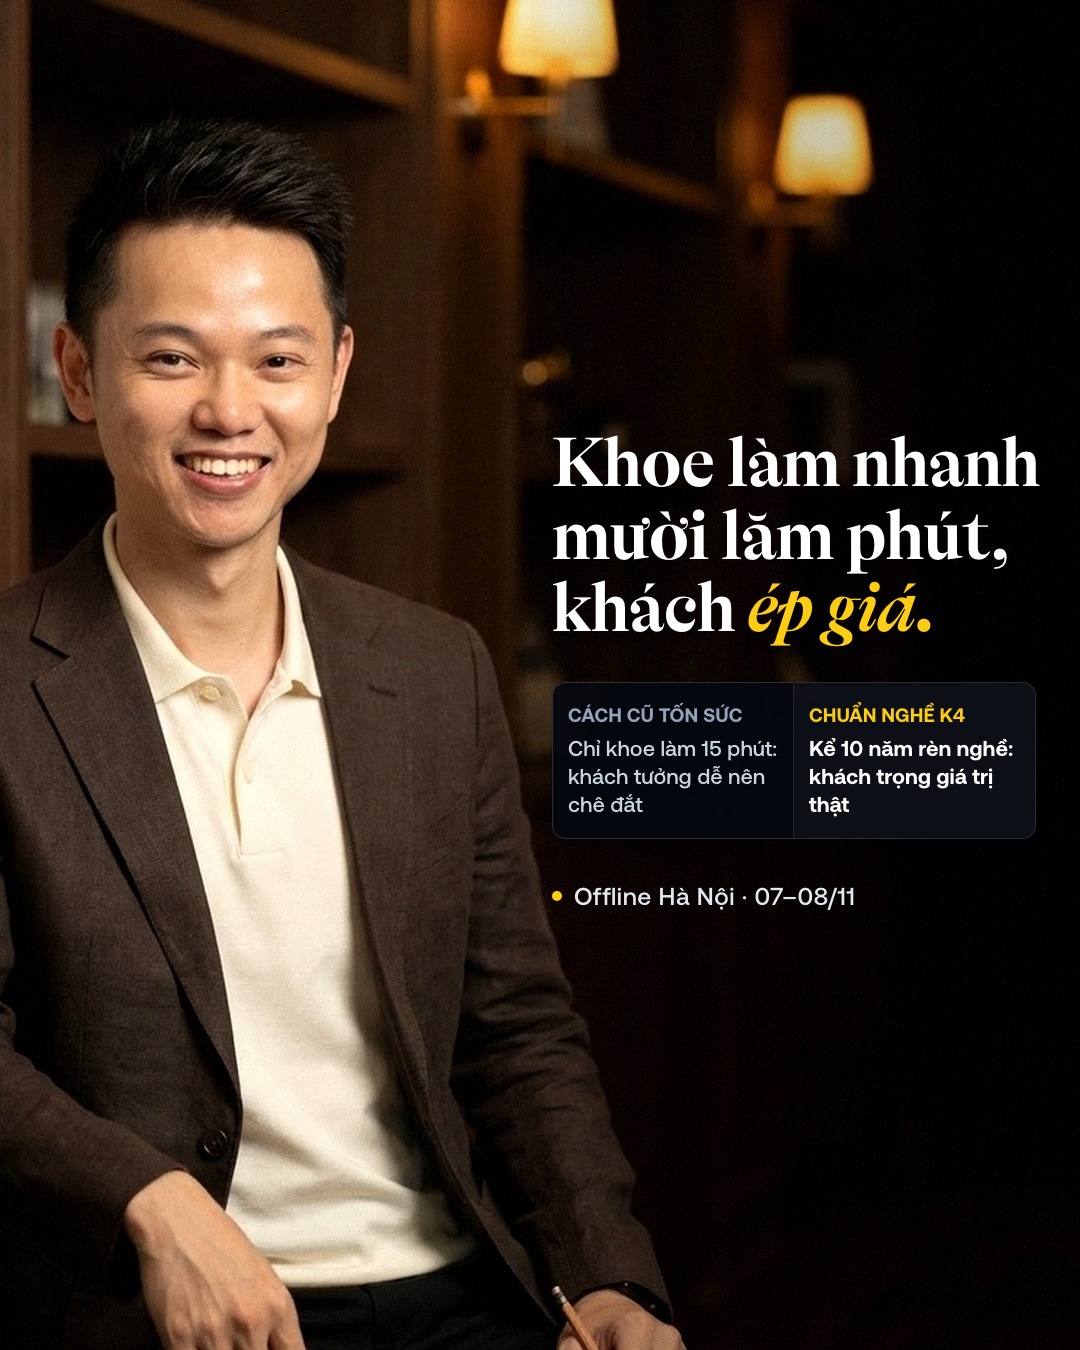 Khoe làm nhanh
mười lăm phút,
khách ép giá.
CÁCH CŨ TỐN SỨC
Chỉ khoe làm 15 phút:
khách tưởng dễ nên
chê đắt
CHUẨN NGHỀ K4
Kể 10 năm rèn nghề:
khách trọng giá trị
thật
Offline Hà Nội · 07–08/11